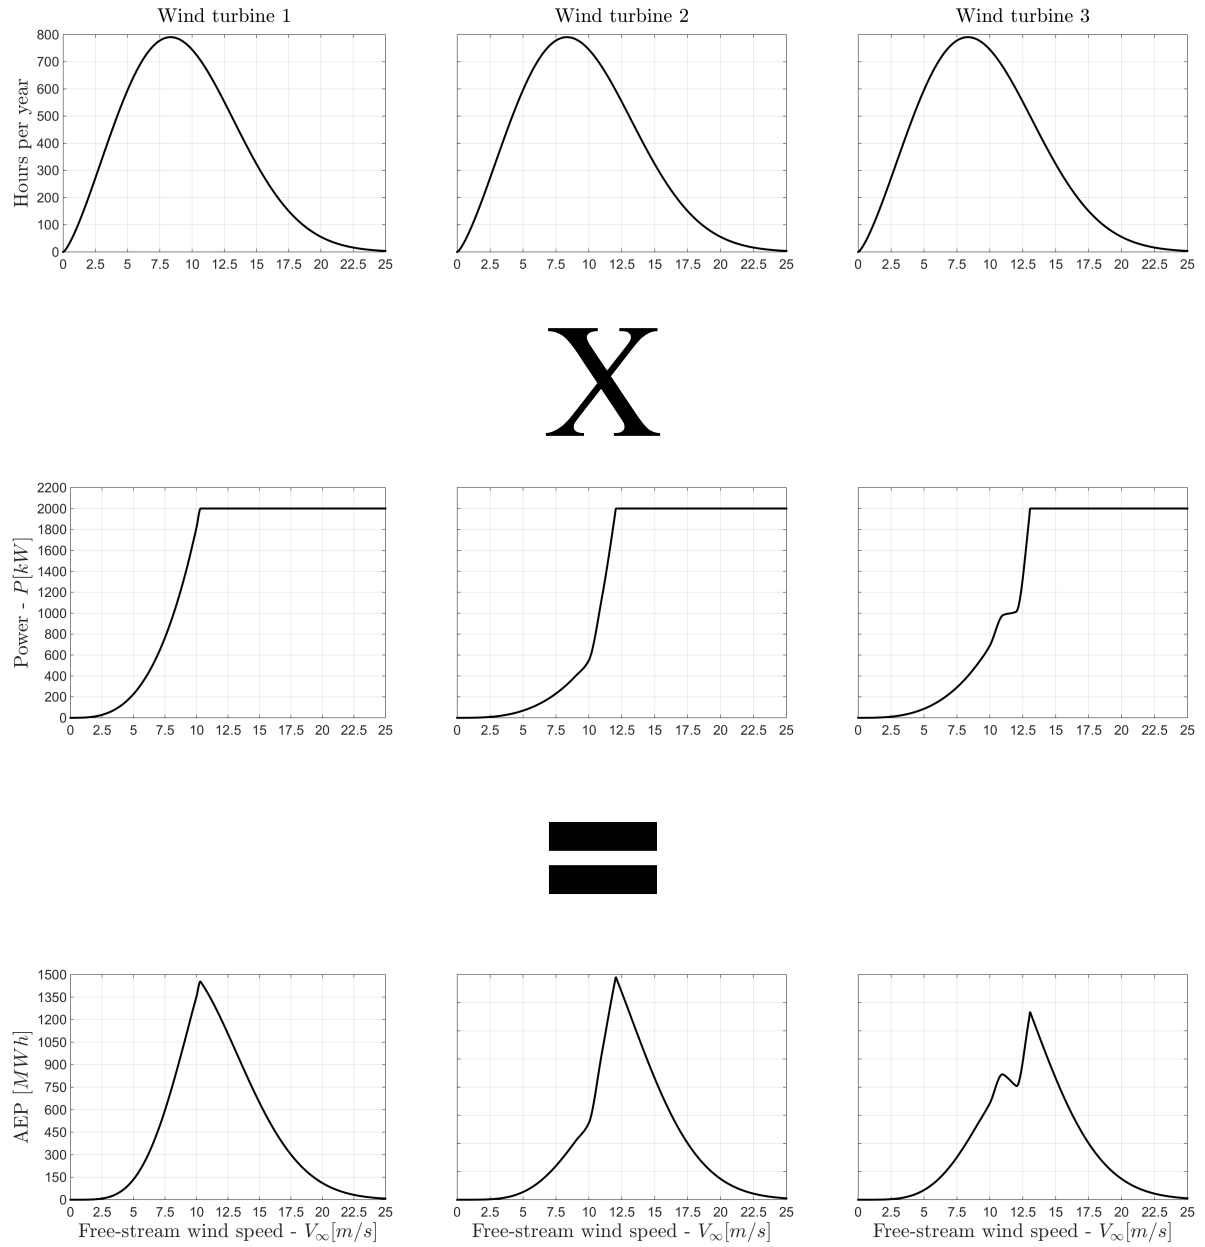 Wind turbine 1
Wind turbine 2
Wind turbine 3
Hours per year
800
700
600
500
400
300
200
100
0
0 2.5 5 7.5 10 12.5 15 17.5 20 22.5 25
0 2.5 5 7.5 10 12.5 15 17.5 20 22.5 25
0 2.5 5 7.5 10 12.5 15 17.5 20 22.5 25
X
Power - P[kW]
2200
2000
1800
1600
1400
1200
1000
800
600
400
200
0
0 2.5 5 7.5 10 12.5 15 17.5 20 22.5 25
0 2.5 5 7.5 10 12.5 15 17.5 20 22.5 25
0 2.5 5 7.5 10 12.5 15 17.5 20 22.5 25
=
AEP [MWh]
1500
1350
1200
1050
900
750
600
450
300
150
0
0 2.5 5 7.5 10 12.5 15 17.5 20 22.5 25
0 2.5 5 7.5 10 12.5 15 17.5 20 22.5 25
0 2.5 5 7.5 10 12.5 15 17.5 20 22.5 25
Free-stream wind speed - V∞[m/s]
Free-stream wind speed - V∞[m/s]
Free-stream wind speed - V∞[m/s]